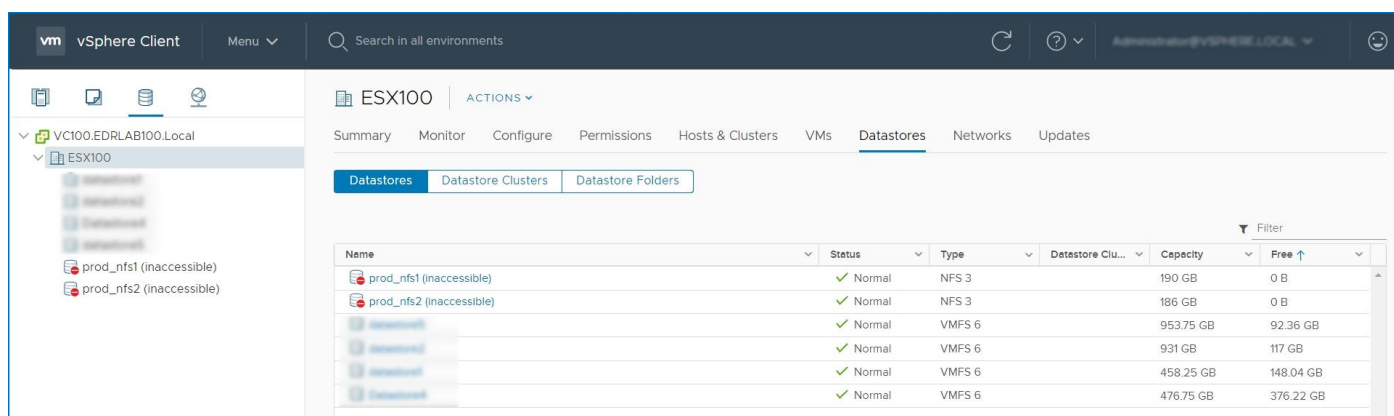 vm vSphere Client Menu Search in all environments
ESX100 ACTIONS
VC100.EDRLAB100.Local
ESX100
prod_nfs1 (inaccessible)
prod_nfs2 (inaccessible)
Summary Monitor Configure Permissions Hosts & Clusters VMs Datastores Networks Updates
Datastores Datastore Clusters Datastore Folders
Filter
Name Status Type Datastore Clu... Capacity Free
prod_nfs1 (inaccessible) Normal NFS 3 190 GB 0 B
prod_nfs2 (inaccessible) Normal NFS 3 186 GB 0 B
Normal VMFS 6 953.75 GB 92.36 GB
Normal VMFS 6 931 GB 117 GB
Normal VMFS 6 458.25 GB 148.04 GB
Normal VMFS 6 476.75 GB 376.22 GB